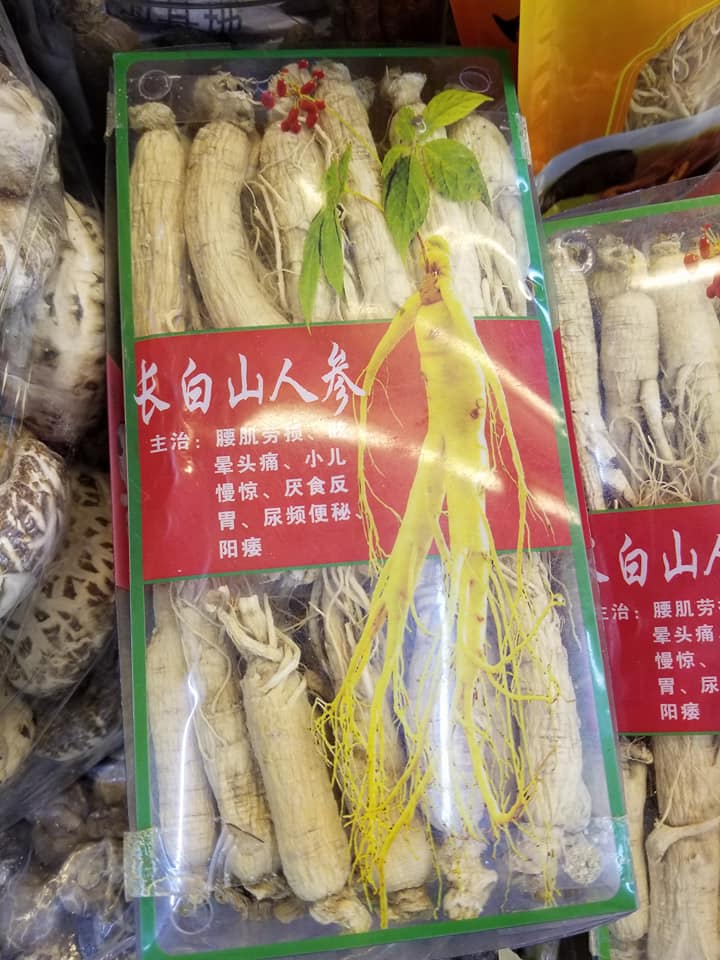 长白山人参
主治：腰肌劳损、
晕头痛、小儿
慢惊、厌食反
胃、尿频便秘、
阳痿
白山人
主治：腰肌劳
晕头痛
慢惊、
胃、尿
阳痿